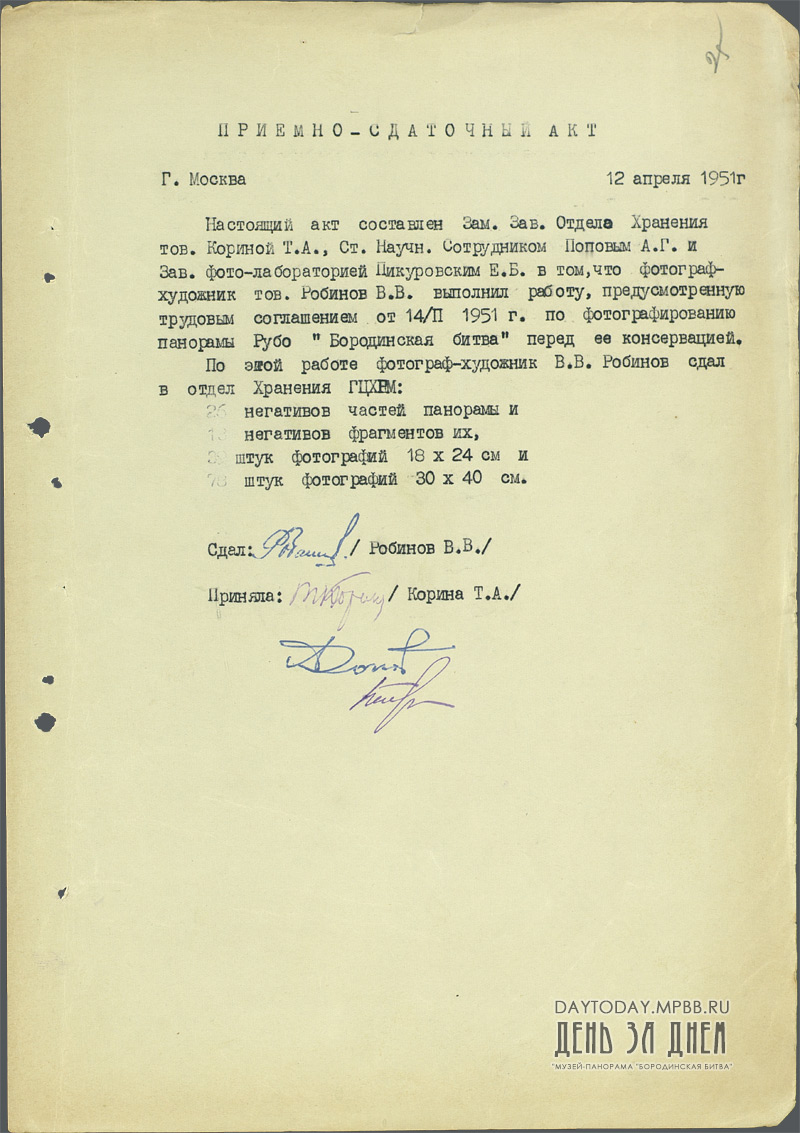 ПРИЕМНО-СДАТОЧНЫЙ АКТ
Г. Москва 12 апреля 1951г
Настоящий акт составлен Зам. Зав. Отдела Хранения
тов. Кориной Т.А., Ст. Научн. Сотрудником Поповым А.Г. и
Зав. фото-лабораторией Цикуровским Е.Б. в том,что фотограф-
художник тов. Робинов В.В. выполнил работу, предусмотренную
трудовым соглашением от 14/П 1951 г. по фотографированию
панорамы Рубо "Бородинская битва" перед ее консервацией.
По этой работе фотограф-художник В.В. Робинов сдал
в отдел Хранения ГЦХРМ:
негативов частей панорамы и
негативов фрагментов их,
штук фотографий 18 х 24 см и
штук фотографий 30 х 40 см.
Сдал: / Робинов В.В./
Приняла: / Корина Т.А./
DAYTODAY.MPBB.RU
ДЕНЬ ЗА ДНЕМ
"МУЗЕЙ-ПАНОРАМА "БОРОДИНСКАЯ БИТВА"